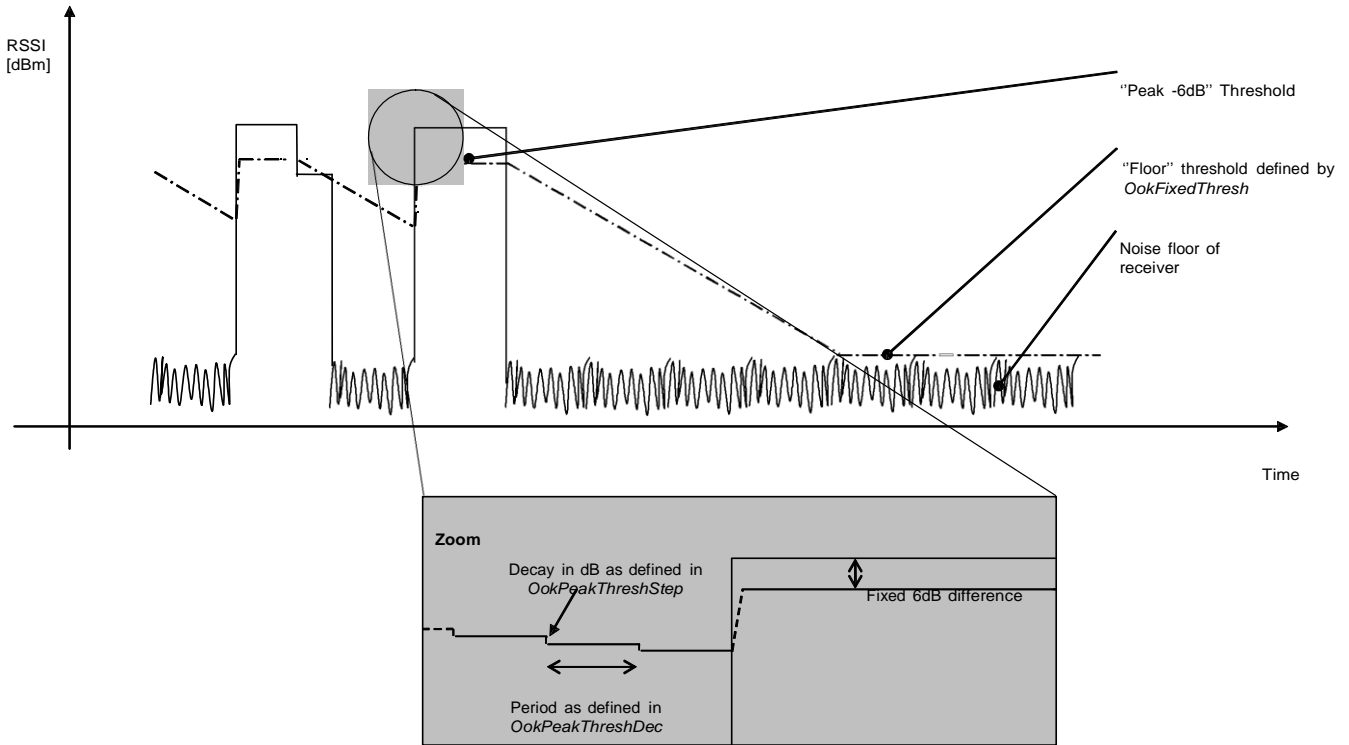 RSSI
[dBm]
‘‘Peak -6dB’’ Threshold
‘‘Floor’’ threshold defined by
OokFixedThresh
Noise floor of
receiver
Time
Zoom
Decay in dB as defined in
OokPeakThreshStep
Fixed 6dB difference
Period as defined in
OokPeakThreshDec